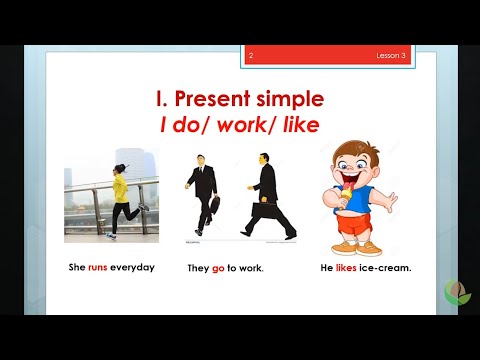 2 Lesson 3
I. Present simple
I do/ work/ like
She runs everyday
They go to work.
He likes ice-cream.